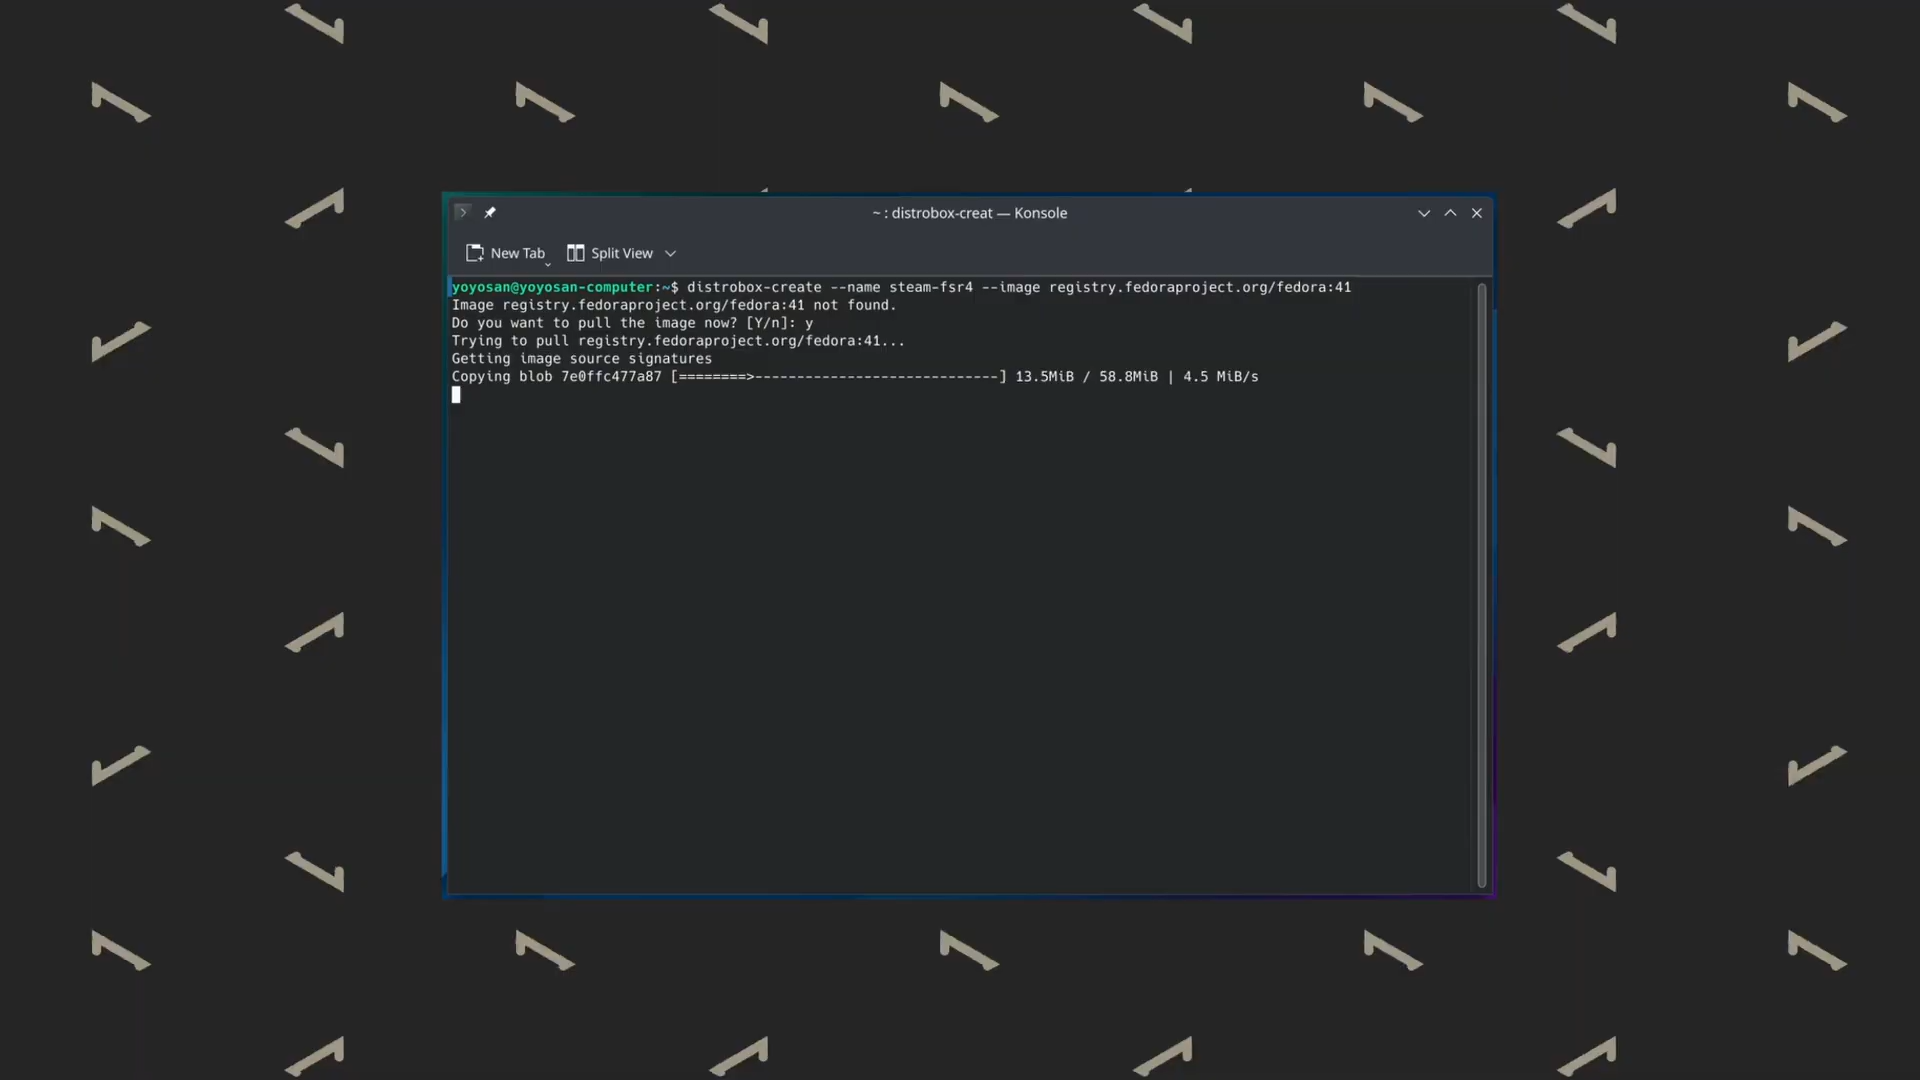 ~ : distrobox-creat — Konsole
New Tab Split View
yoyosan@yoyosan-computer:~$ distrobox-create --name steam-fsr4 --image registry.fedoraproject.org/fedora:41
Image registry.fedoraproject.org/fedora:41 not found.
Do you want to pull the image now? [Y/n]: y
Trying to pull registry.fedoraproject.org/fedora:41...
Getting image source signatures
Copying blob 7e0ffc477a87 [========>-----------------------------] 13.5MiB / 58.8MiB | 4.5 MiB/s